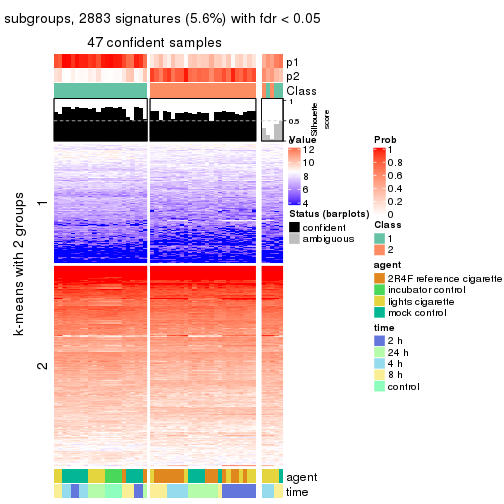 subgroups, 2883 signatures (5.6%) with fdr < 0.05
47 confident samples
p1
p2
Class
1
0.5
Silhouette
score
k-means with 2 groups
1
2
agent
time
Value
12
10
8
6
4
Status (barplots)
confident
ambiguous
Prob
1
0.8
0.6
0.4
0.2
0
Class
1
2
agent
2R4F reference cigarette
incubator control
lights cigarette
mock control
time
2 h
24 h
4 h
8 h
control